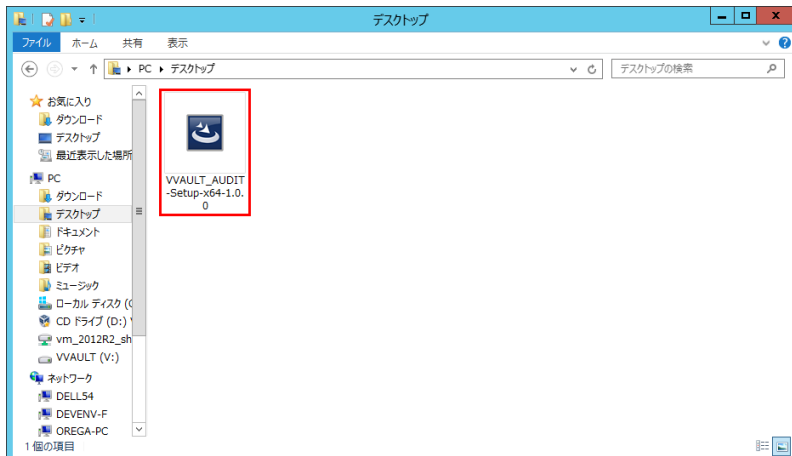 デスクトップ
ファイル ホーム 共有 表示
PC デスクトップ
デスクトップの検索
お気に入り
ダウンロード
デスクトップ
最近表示した場所
PC
ダウンロード
デスクトップ
ドキュメント
ピクチャ
ビデオ
ミュージック
ローカル ディスク (C
CD ドライブ (D:)
vm_2012R2_sh
VVAULT (V:)
ネットワーク
DELL54
DEVENV-F
OREGA-PC
VVAULT_AUDIT
-Setup-x64-1.0.
0
1 個の項目